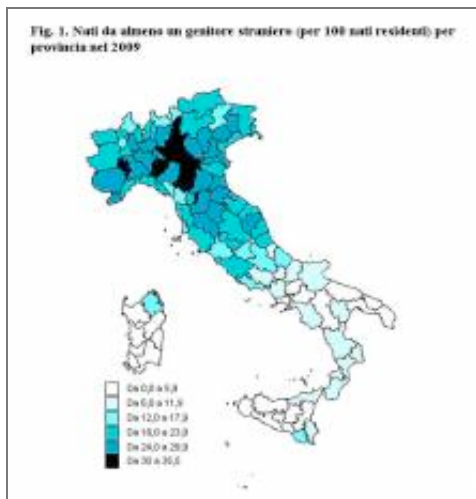 Fig. 1. Nati da almeno un genitore straniero (per 100 nati residenti) per
provincia nel 2009
Da 0,0 a 5,9
Da 6,0 a 11,9
Da 12,0 a 17,9
Da 18,0 a 23,9
Da 24,0 a 29,9
Da 30 a